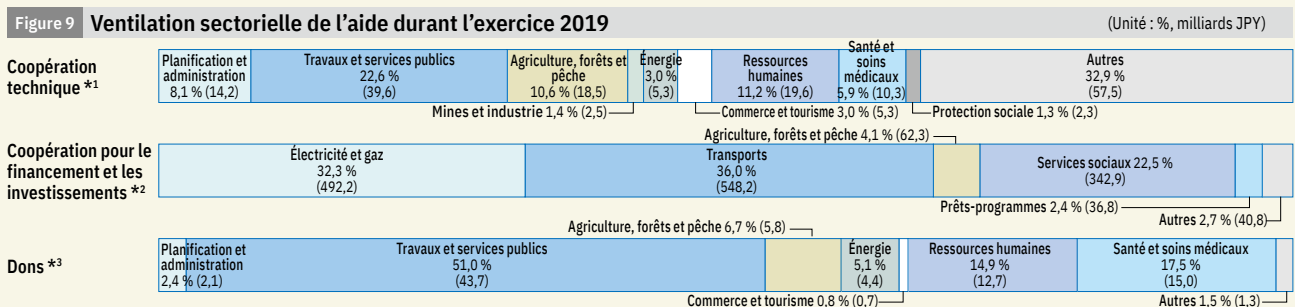 Figure 9 Ventilation sectorielle de l’aide durant l’exercice 2019 (Unité : %, milliards JPY)
Coopération
technique *1
Planification et
administration
8,1 % (14,2)
Travaux et services publics
22,6 %
(39,6)
Agriculture, forêts et
pêche
10,6 % (18,5)
Énergie
3,0 %
(5,3)
Ressources
humaines
11,2 % (19,6)
Santé et
soins
médicaux
5,9 % (10,3)
Autres
32,9 %
(57,5)
Mines et industrie 1,4 % (2,5)
Commerce et tourisme 3,0 % (5,3)
Protection sociale 1,3 % (2,3)
Coopération pour le
financement et les
investissements *2
Agriculture, forêts et pêche 4,1 % (62,3)
Électricité et gaz
32,3 %
(492,2)
Transports
36,0 %
(548,2)
Services sociaux 22,5 %
(342,9)
Prêts-programmes 2,4 % (36,8)
Autres 2,7 % (40,8)
Dons *3
Agriculture, forêts et pêche 6,7 % (5,8)
Planification et
administration
2,4 % (2,1)
Travaux et services publics
51,0 %
(43,7)
Énergie
5,1 %
(4,4)
Ressources humaines
14,9 %
(12,7)
Santé et soins médicaux
17,5 %
(15,0)
Commerce et tourisme 0,8 % (0,7)
Autres 1,5 % (1,3)